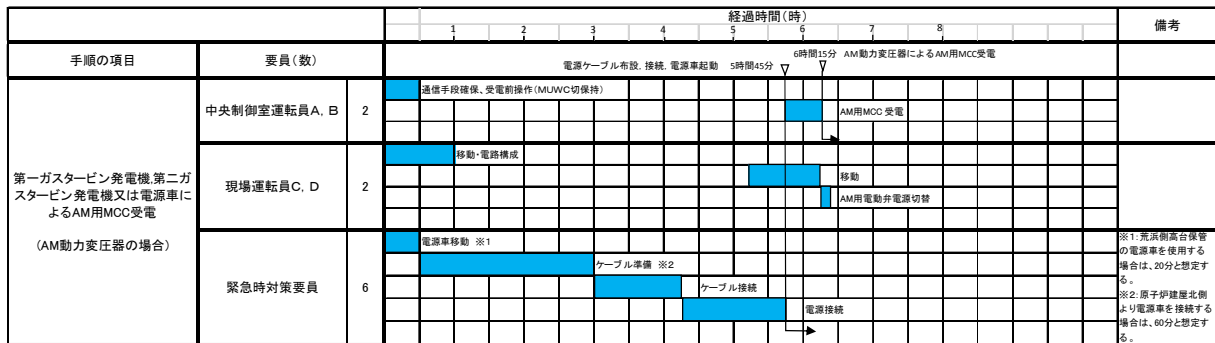 経過時間(時)
備考
1 2 3 4 5 6 7 8
6時間15分 AM動力変圧器によるAM用MCC受電
手順の項目
要員(数)
電源ケーブル布設,接続,電源車起動 5時間45分
通信手段確保、受電前操作(MUWC切保持)
中央制御室運転員A, B
2
AM用MCC 受電
移動・電路構成
第一ガスタービン発電機,第二ガ
スタービン発電機又は電源車に
よるAM用MCC受電
(AM動力変圧器の場合)
現場運転員C, D
2
移動
AM用電動弁電源切替
電源車移動 ※1
ケーブル準備 ※2
緊急時対策要員
6
ケーブル接続
電源接続
※1:荒浜側高台保管
の電源車を使用する
場合は、20分と想定す
る。
※2:原子炉建屋北側
より電源車を接続する
場合は、60分と想定す
る。